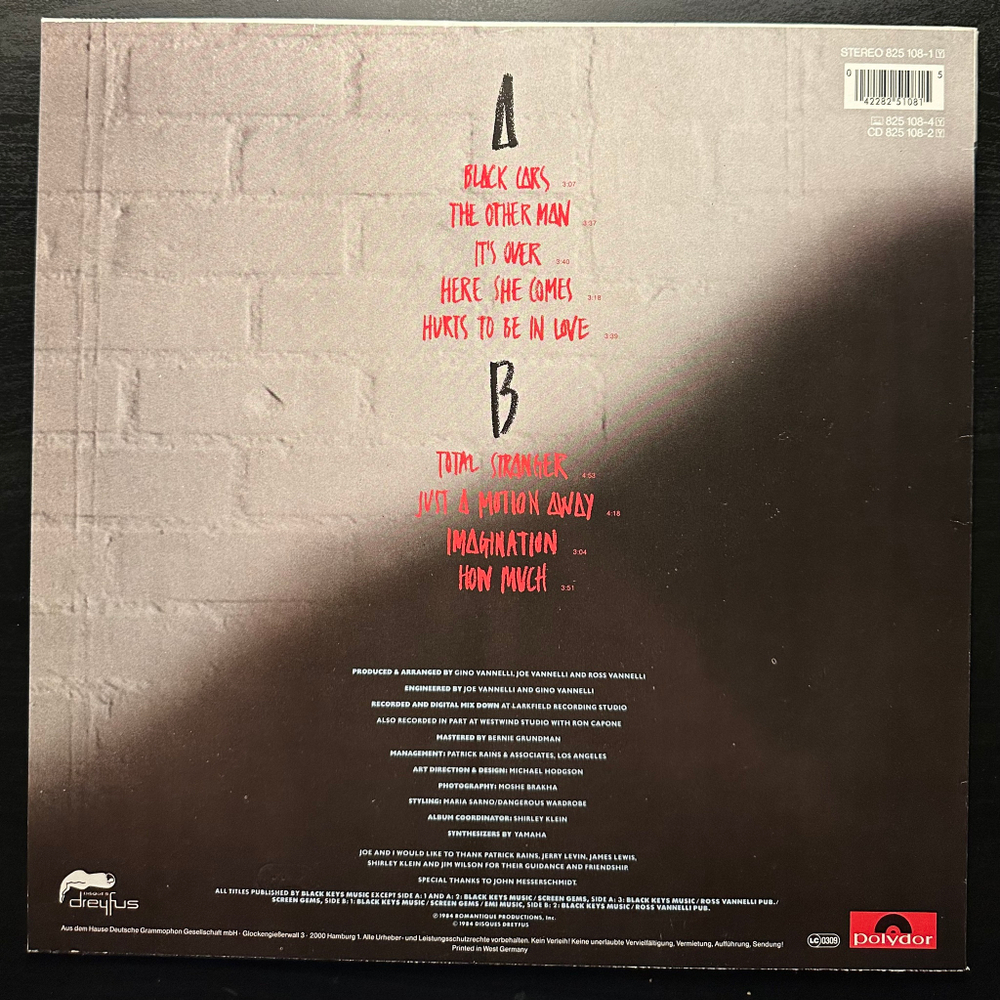 STEREO 825 108-1 Y
0 42282 51081 5
825 108-4 Y
CD 825 108-2 Y
A
BLACK CARS 3:07
THE OTHER MAN 3:37
IT'S OVER 3:40
HERE SHE COMES 3:18
HURTS TO BE IN LOVE 3:39
B
TOTAL STRANGER 4:53
JUST A MOTION AWAY 4:18
IMAGINATION 3:04
HOW MUCH 3:51
PRODUCED & ARRANGED BY GINO VANNELLI, JOE VANNELLI AND ROSS VANNELLI
ENGINEERED BY JOE VANNELLI AND GINO VANNELLI
RECORDED AND DIGITAL MIX DOWN AT LARKFIELD RECORDING STUDIO
ALSO RECORDED IN PART AT WESTWIND STUDIO WITH RON CAPONE
MASTERED BY BERNIE GRUNDMAN
MANAGEMENT: PATRICK RAINS & ASSOCIATES, LOS ANGELES
ART DIRECTION & DESIGN: MICHAEL HODGSON
PHOTOGRAPHY: MOSHE BRAKHA
STYLING: MARIA SARNO/DANGEROUS WARDROBE
ALBUM COORDINATOR: SHIRLEY KLEIN
SYNTHESIZERS BY YAMAHA
JOE AND I WOULD LIKE TO THANK PATRICK RAINS, JERRY LEVIN, JAMES LEWIS,
SHIRLEY KLEIN AND JIM WILSON FOR THEIR GUIDANCE AND FRIENDSHIP.
SPECIAL THANKS TO JOHN MESSERSCHMIDT.
ALL TITLES PUBLISHED BY BLACK KEYS MUSIC EXCEPT SIDE A: 1 AND A: 2: BLACK KEYS MUSIC / SCREEN GEMS, SIDE A: 3: BLACK KEYS MUSIC / ROSS VANNELLI PUB. /
SCREEN GEMS, SIDE B: 1: BLACK KEYS MUSIC / SCREEN GEMS / EMI MUSIC, SIDE B: 2: BLACK KEYS MUSIC / ROSS VANNELLI PUB.
℗ 1984 ROMANTIQUE PRODUCTIONS, Inc.
© 1984 DISQUES DREYFUS
DISQUES
dreyfus
Aus dem Hause Deutsche Grammophon Gesellschaft mbH · Glockengießerwall 3 · 2000 Hamburg 1. Alle Urheber- und Leistungsschutzrechte vorbehalten. Kein Verleih! Keine unerlaubte Vervielfältigung, Vermietung, Aufführung, Sendung!
Printed in West Germany
LC 0309
polydor